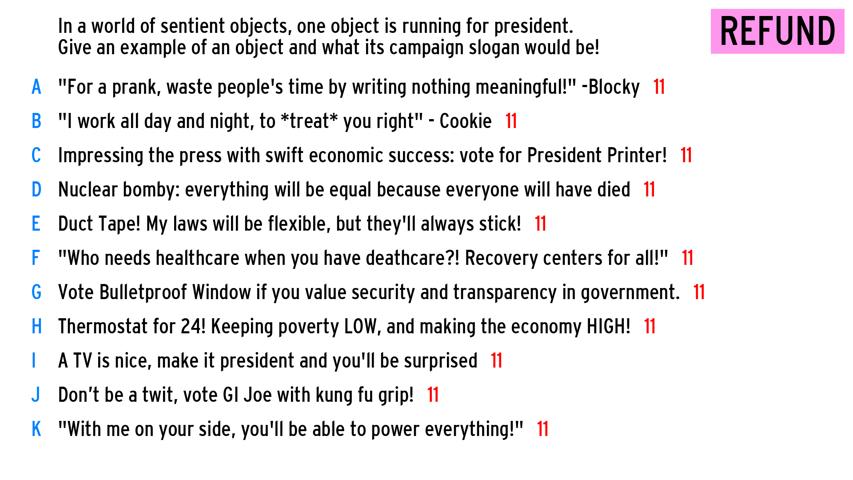 In a world of sentient objects, one object is running for president.
Give an example of an object and what its campaign slogan would be!
REFUND
A "For a prank, waste people's time by writing nothing meaningful!" -Blocky 11
B "I work all day and night, to *treat* you right" - Cookie 11
C Impressing the press with swift economic success: vote for President Printer! 11
D Nuclear bomby: everything will be equal because everyone will have died 11
E Duct Tape! My laws will be flexible, but they'll always stick! 11
F "Who needs healthcare when you have deathcare?! Recovery centers for all!" 11
G Vote Bulletproof Window if you value security and transparency in government. 11
H Thermostat for 24! Keeping poverty LOW, and making the economy HIGH! 11
I A TV is nice, make it president and you'll be surprised 11
J Don’t be a twit, vote GI Joe with kung fu grip! 11
K "With me on your side, you'll be able to power everything!" 11